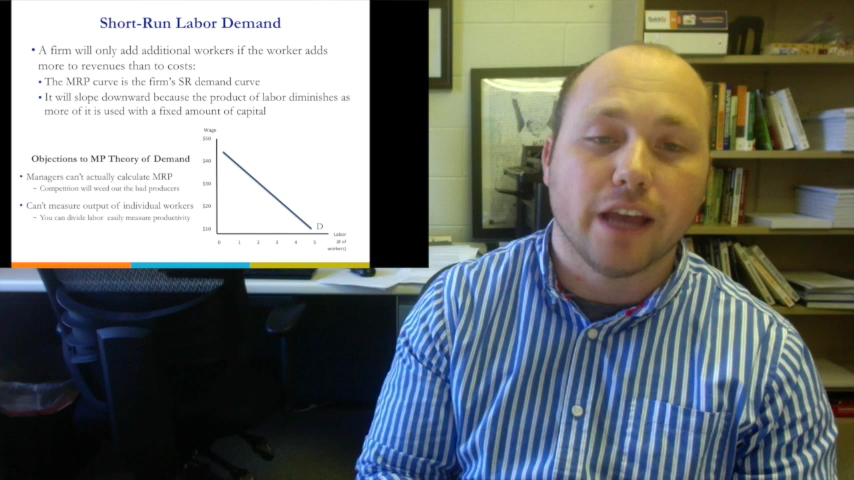 Short-Run Labor Demand
• A firm will only add additional workers if the worker adds
more to revenues than to costs:
• The MRP curve is the firm's SR demand curve
• It will slope downward because the product of labor diminishes as
more of it is used with a fixed amount of capital
Objections to MP Theory of Demand
• Managers can't actually calculate MRP
– Competition will weed out the bad producers
• Can't measure output of individual workers
– You can divide labor easily measure productivity
Wage
$50
$40
$30
$20
$10
D
0 1 2 3 4 5
Labor
(# of
workers)